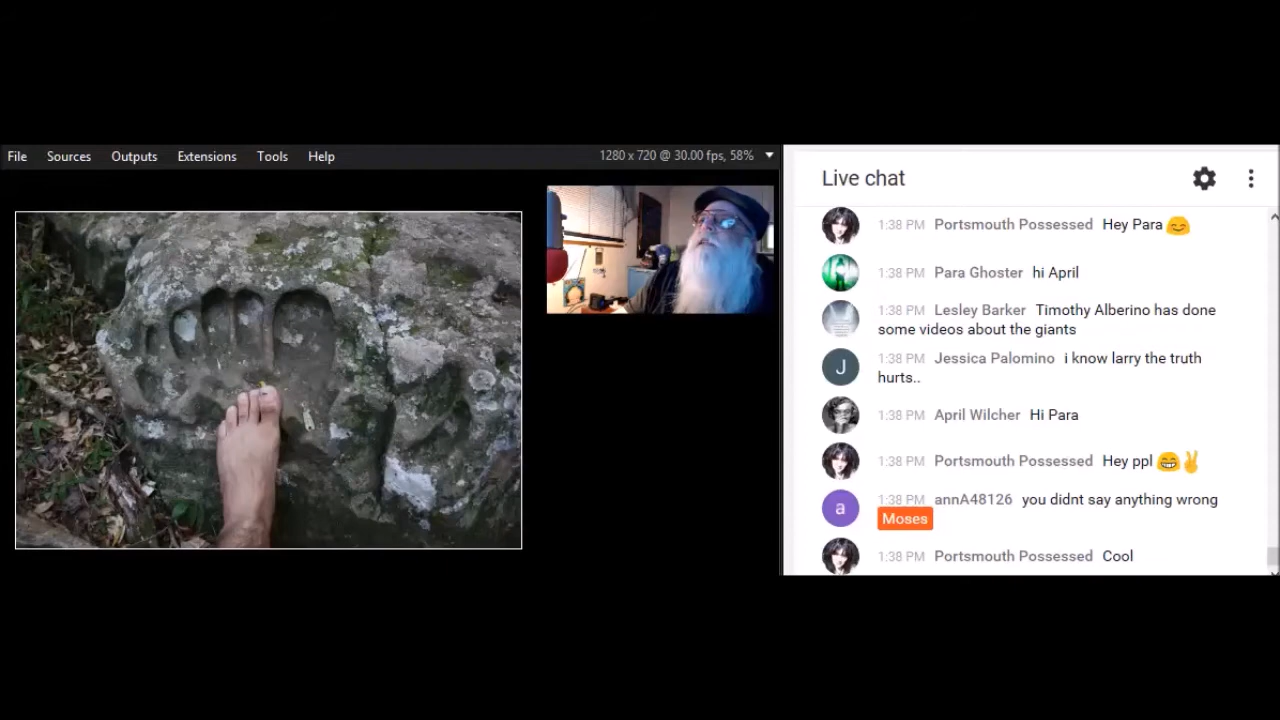 File Sources Outputs Extensions Tools Help 1280 x 720 @ 30.00 fps, 58%
Live chat
1:38 PM Portsmouth Possessed Hey Para 😊
1:38 PM Para Ghoster hi April
1:38 PM Lesley Barker Timothy Alberino has done
some videos about the giants
J
1:38 PM Jessica Palomino i know larry the truth
hurts..
1:38 PM April Wilcher Hi Para
1:38 PM Portsmouth Possessed Hey ppl 😁✌
a
1:38 PM annA48126 you didnt say anything wrong
Moses
1:38 PM Portsmouth Possessed Cool